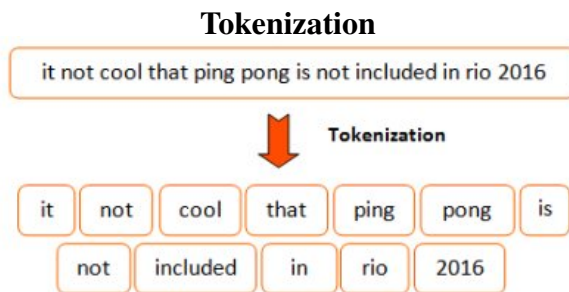 Tokenization
it not cool that ping pong is not included in rio 2016
Tokenization
it not cool that ping pong is
not included in rio 2016